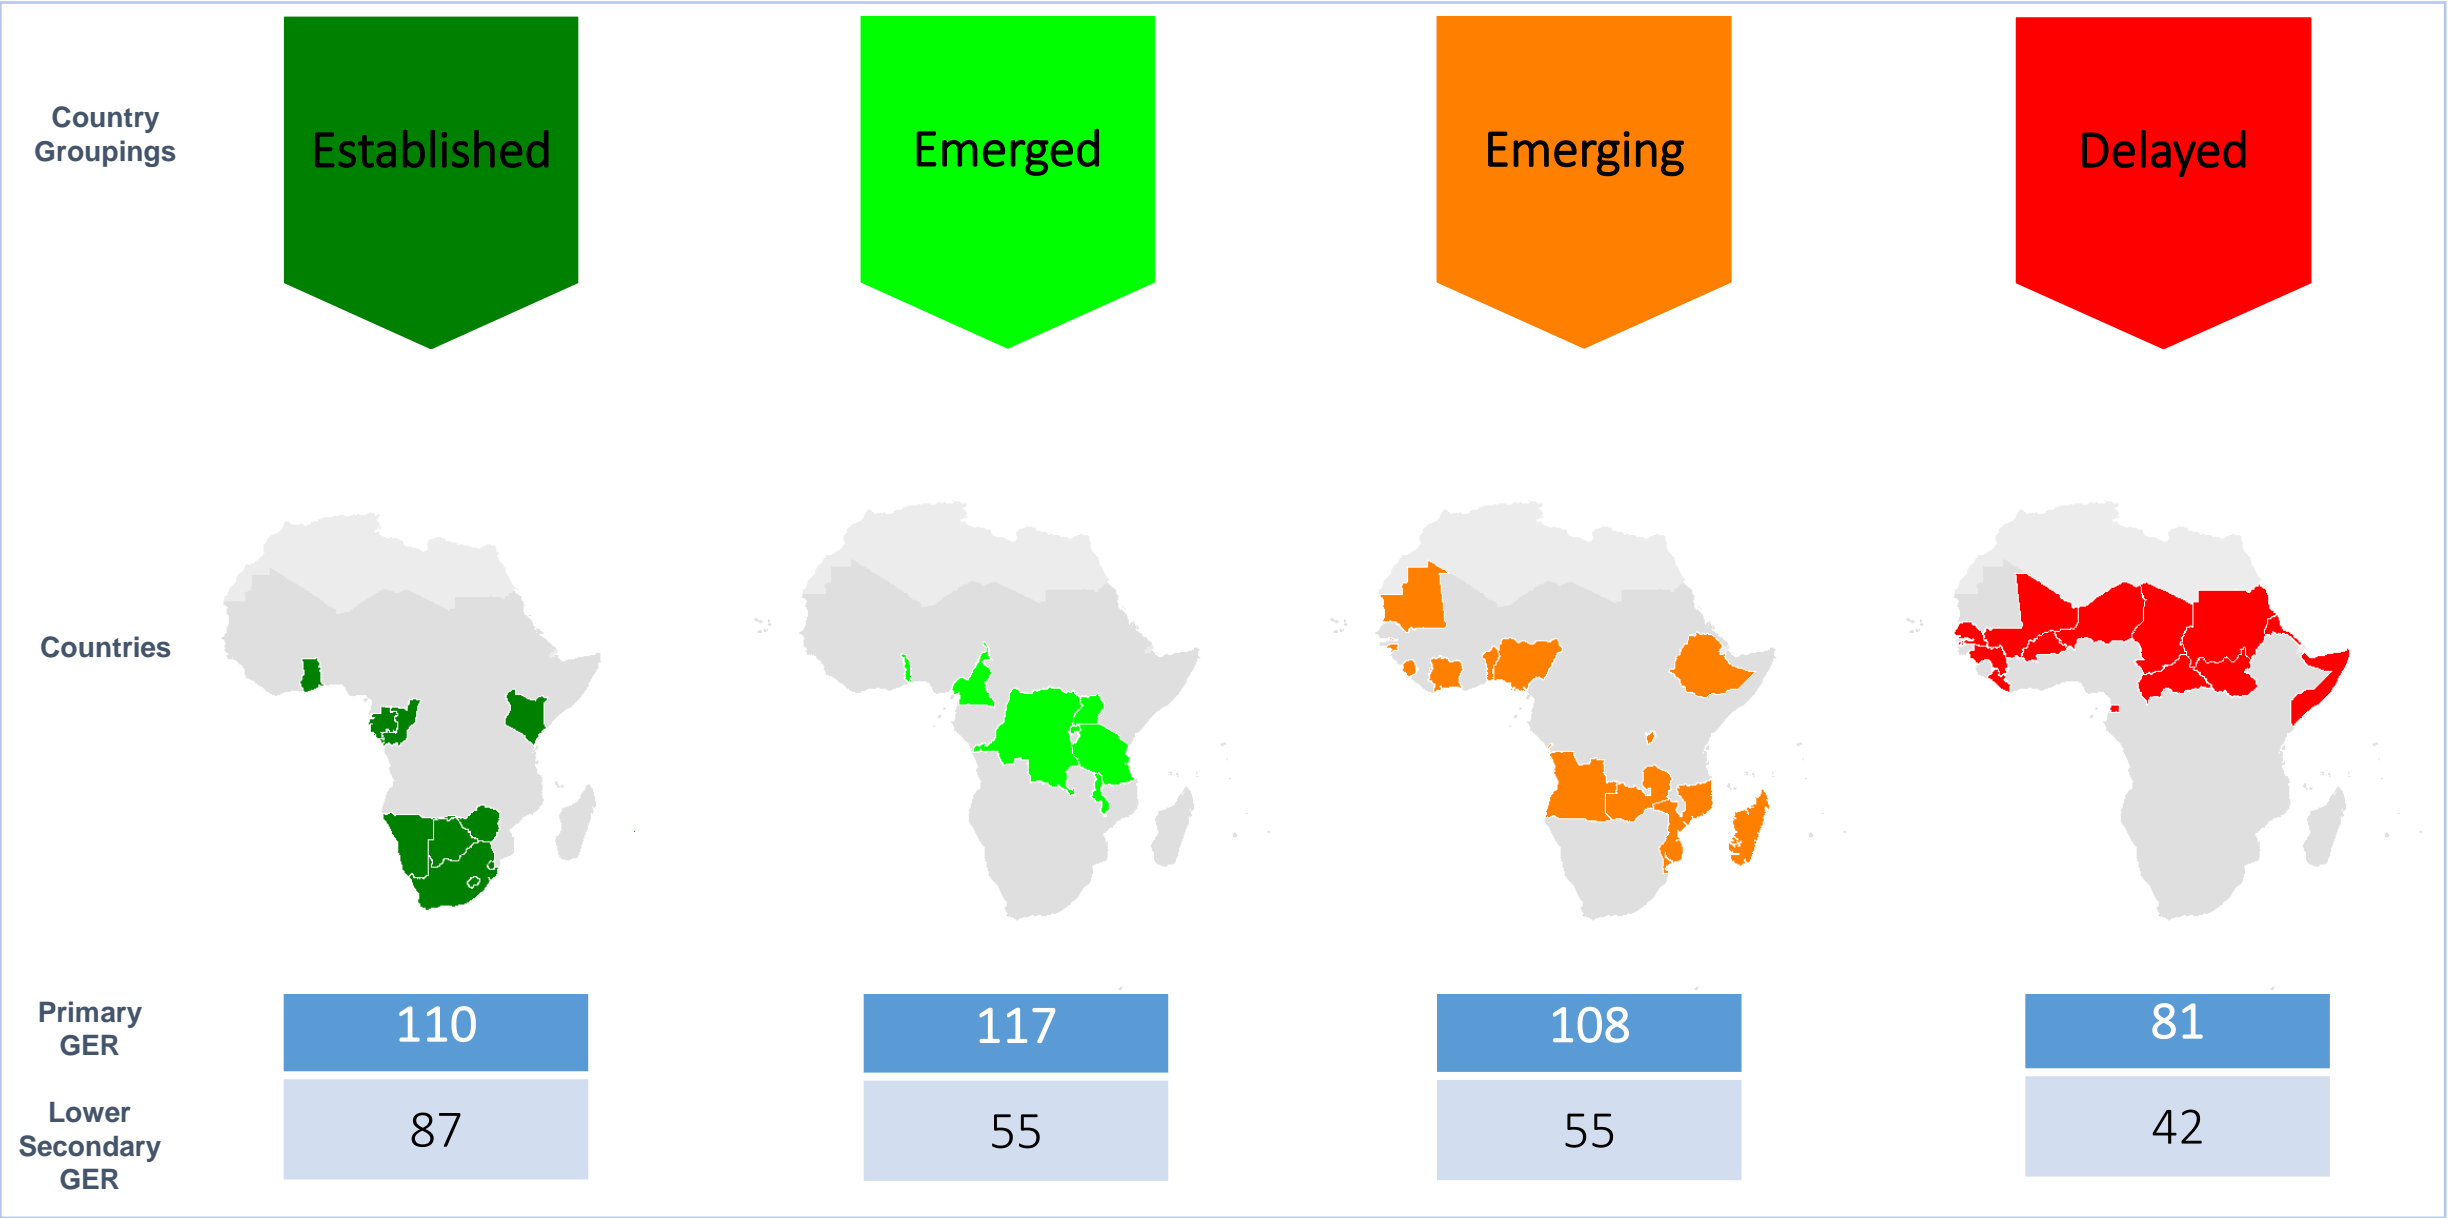 Country
Groupings
Established
Emerged
Emerging
Delayed
Countries
Primary
GER
110
117
108
81
Lower
Secondary
GER
87
55
55
42